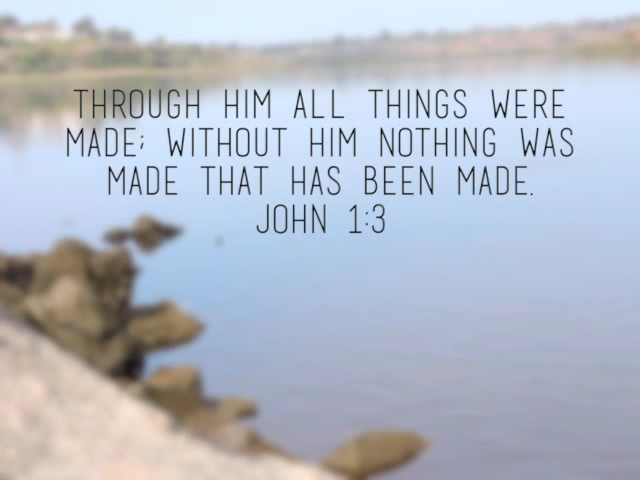 THROUGH HIM ALL THINGS WERE
MADE; WITHOUT HIM NOTHING WAS
MADE THAT HAS BEEN MADE.
JOHN 1:3